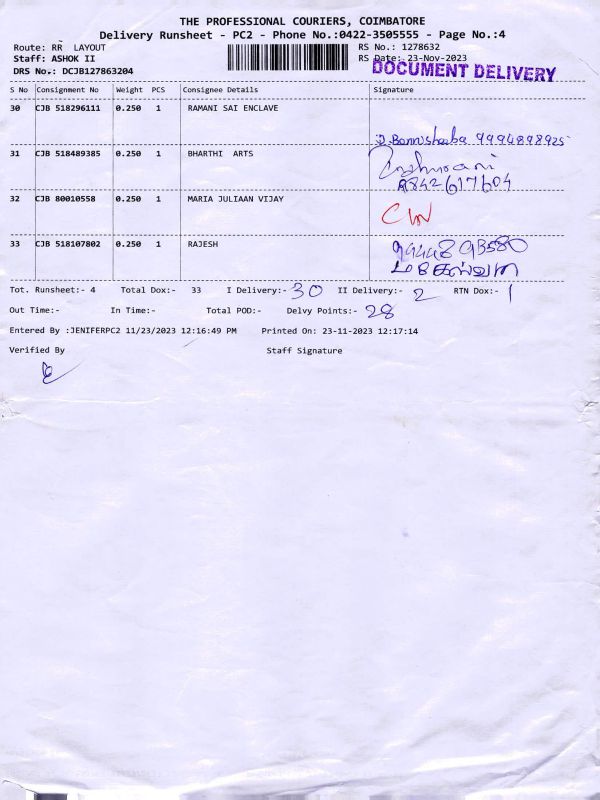 THE PROFESSIONAL COURIERS, COIMBATORE
Delivery Runsheet - PC2 - Phone No.:0422-3505555 - Page No.:4
Route: RR LAYOUT
Staff: ASHOK II
DRS No.: DCJB127863204
RS No.: 1278632
RS Date: 23-Nov-2023
DOCUMENT DELIVERY
S No Consignment No Weight PCS Consignee Details Signature
30 CJB 518296111 0.250 1 RAMANI SAI ENCLAVE
9994898925
31 CJB 518489385 0.250 1 BHARTHI ARTS
9842617604
32 CJB 80010558 0.250 1 MARIA JULIAAN VIJAY
33 CJB 518107802 0.250 1 RAJESH
Tot. Runsheet:- 4 Total Dox:- 33 I Delivery:- 30 II Delivery:- 2 RTN Dox:- 1
Out Time:- In Time:- Total POD:- Delvy Points:- 28
Entered By :JENIFERPC2 11/23/2023 12:16:49 PM Printed On: 23-11-2023 12:17:14
Verified By Staff Signature